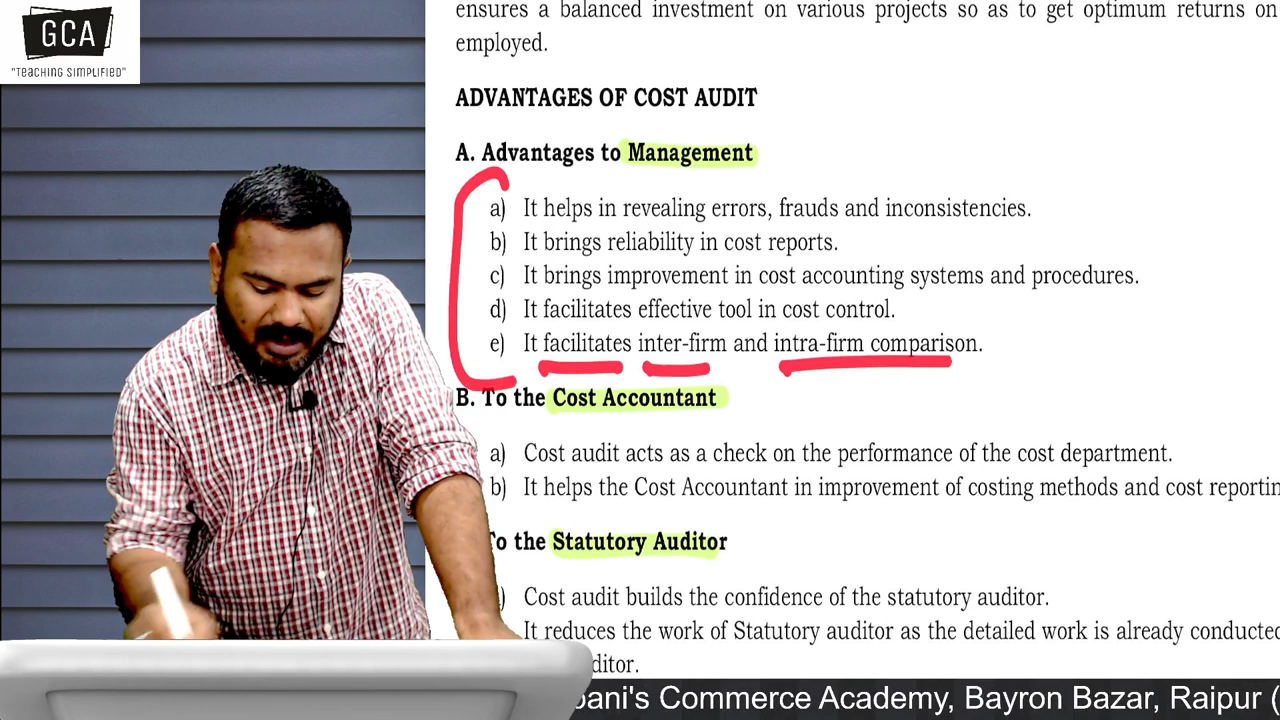 GCA
"TEACHING SIMPLIFIED"
ensures a balanced investment on various projects so as to get optimum returns on
employed.
ADVANTAGES OF COST AUDIT
A. Advantages to Management
a) It helps in revealing errors, frauds and inconsistencies.
b) It brings reliability in cost reports.
c) It brings improvement in cost accounting systems and procedures.
d) It facilitates effective tool in cost control.
e) It facilitates inter-firm and intra-firm comparison.
B. To the Cost Accountant
a) Cost audit acts as a check on the performance of the cost department.
b) It helps the Cost Accountant in improvement of costing methods and cost reportin
To the Statutory Auditor
) Cost audit builds the confidence of the statutory auditor.
It reduces the work of Statutory auditor as the detailed work is already conducted
ditor.
bani's Commerce Academy, Bayron Bazar, Raipur (